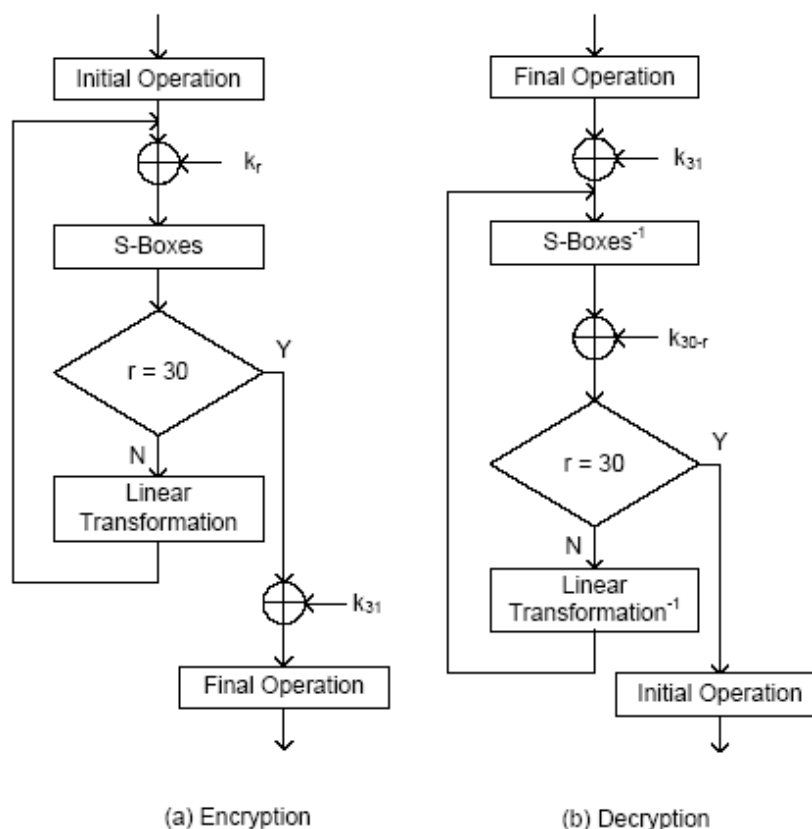 Initial Operation
k_r
S-Boxes
r = 30
Y
N
Linear
Transformation
k_31
Final Operation
(a) Encryption
Final Operation
k_31
S-Boxes^-1
k_30-r
r = 30
Y
N
Linear
Transformation^-1
Initial Operation
(b) Decryption